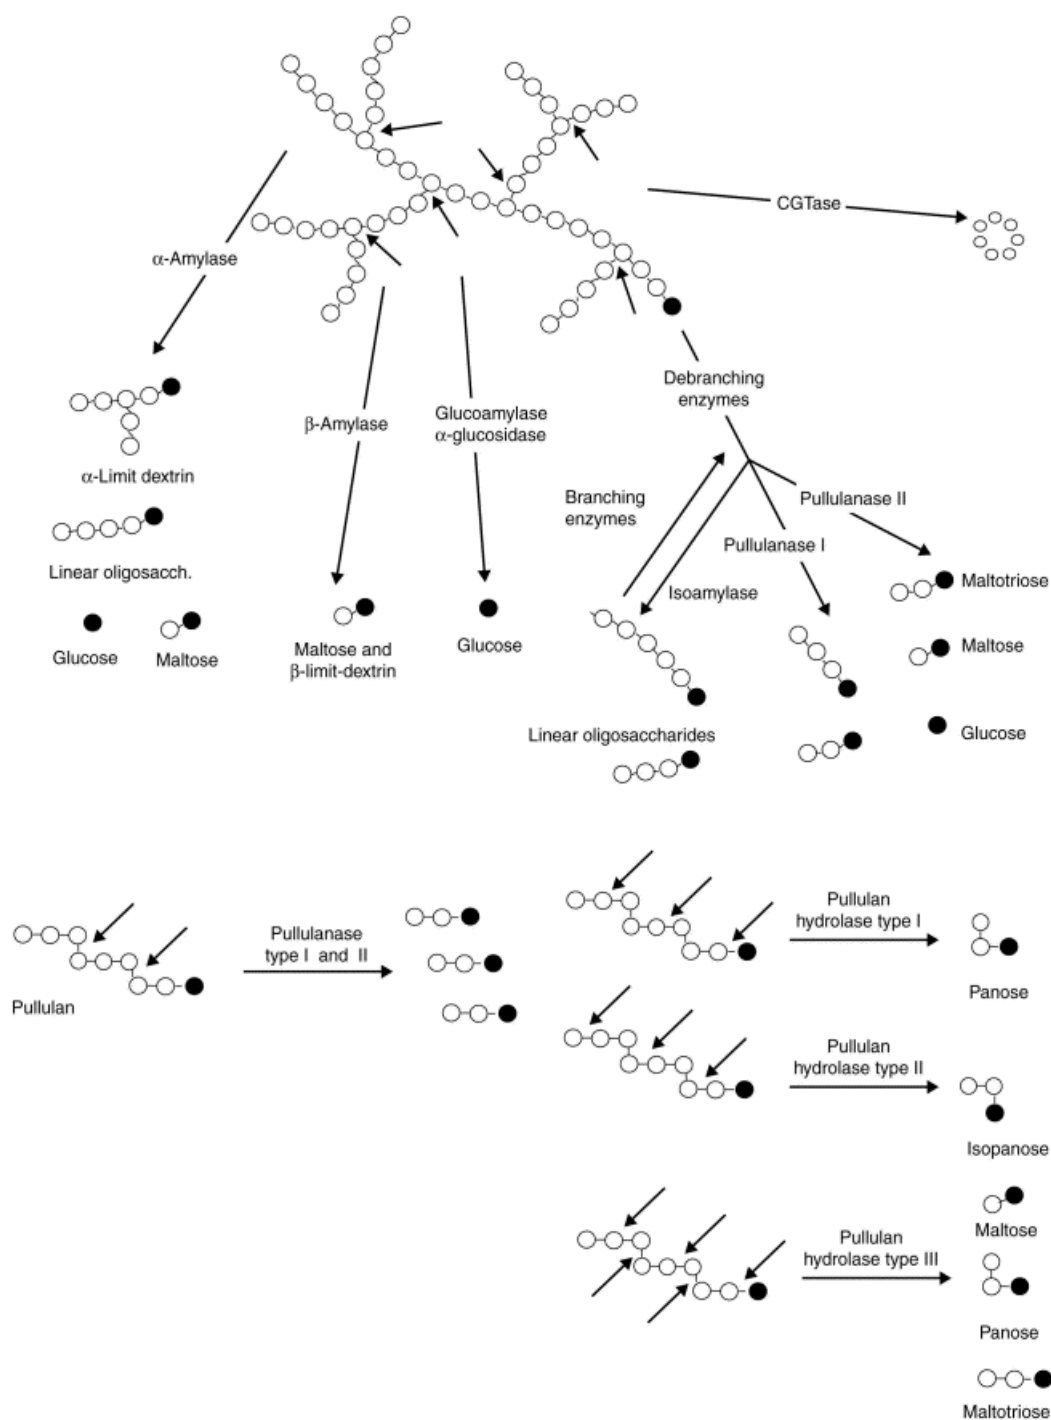 CGTase
α-Amylase
Debranching
enzymes
β-Amylase
Glucoamylase
α-glucosidase
α-Limit dextrin
Branching
enzymes
Pullulanase II
Pullulanase I
Linear oligosacch.
Isoamylase
Maltotriose
Glucose
Maltose
Maltose and
β-limit-dextrin
Glucose
Maltose
Linear oligosaccharides
Glucose
Pullulanase
type I and II
Pullulan
Pullulan
hydrolase type I
Panose
Pullulan
hydrolase type II
Isopanose
Maltose
Pullulan
hydrolase type III
Panose
Maltotriose